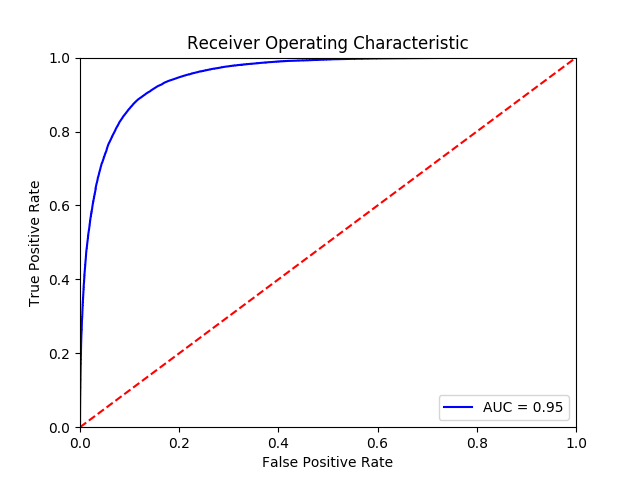 Receiver Operating Characteristic
1.0
0.8
0.6
0.4
0.2
0.0
True Positive Rate
AUC = 0.95
0.0 0.2 0.4 0.6 0.8 1.0
False Positive Rate